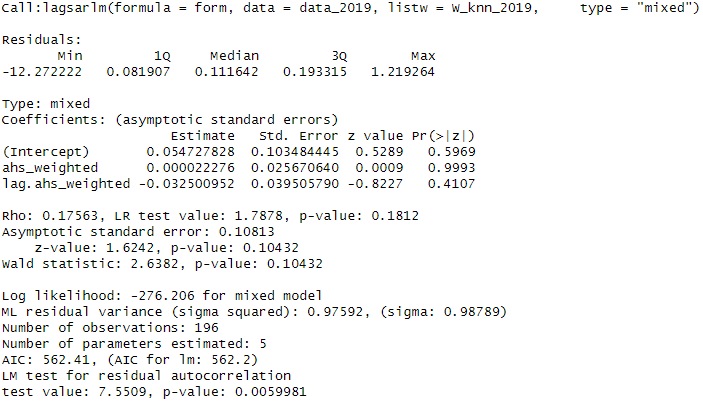 Call:lagsarlm(formula = form, data = data_2019, listw = W_knn_2019,     type = "mixed")
Residuals:
      Min        1Q    Median        3Q       Max
-12.272222   0.081907   0.111642   0.193315   1.219264
Type: mixed
Coefficients: (asymptotic standard errors)
                  Estimate   Std. Error z value Pr(>|z|)
(Intercept)       0.054727828  0.103484445  0.5289   0.5969
ahs_weighted      0.000022276  0.025670640  0.0009   0.9993
lag.ahs_weighted -0.032500952  0.039505790 -0.8227   0.4107
Rho: 0.17563, LR test value: 1.7878, p-value: 0.1812
Asymptotic standard error: 0.10813
    z-value: 1.6242, p-value: 0.10432
Wald statistic: 2.6382, p-value: 0.10432
Log likelihood: -276.206 for mixed model
ML residual variance (sigma squared): 0.97592, (sigma: 0.98789)
Number of observations: 196
Number of parameters estimated: 5
AIC: 562.41, (AIC for lm: 562.2)
LM test for residual autocorrelation
test value: 7.5509, p-value: 0.0059981